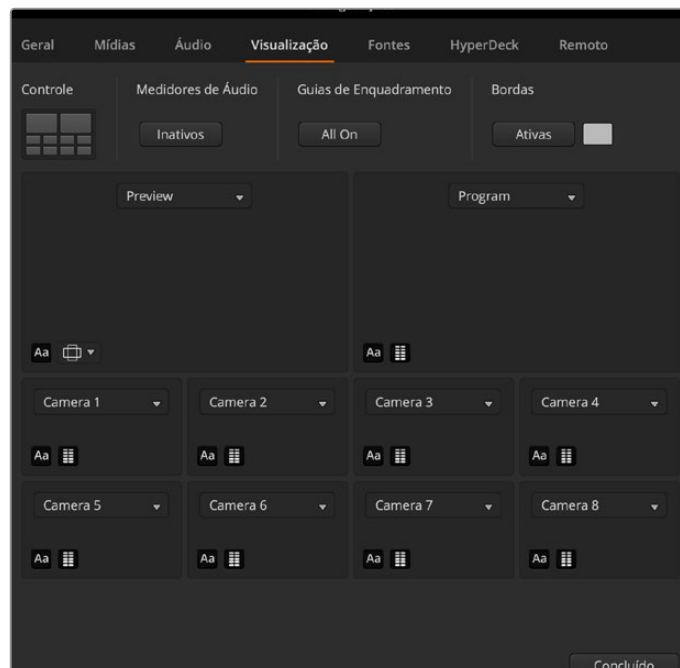 Geral Mídias Áudio Visualização Fontes HyperDeck Remoto
Controle Medidores de Áudio Guias de Enquadramento Bordas
Inativos All On Ativas
Preview Program
Aa Aa
Camera 1 Camera 2 Camera 3 Camera 4
Aa Aa Aa Aa
Camera 5 Camera 6 Camera 7 Camera 8
Aa Aa Aa Aa
Concluído